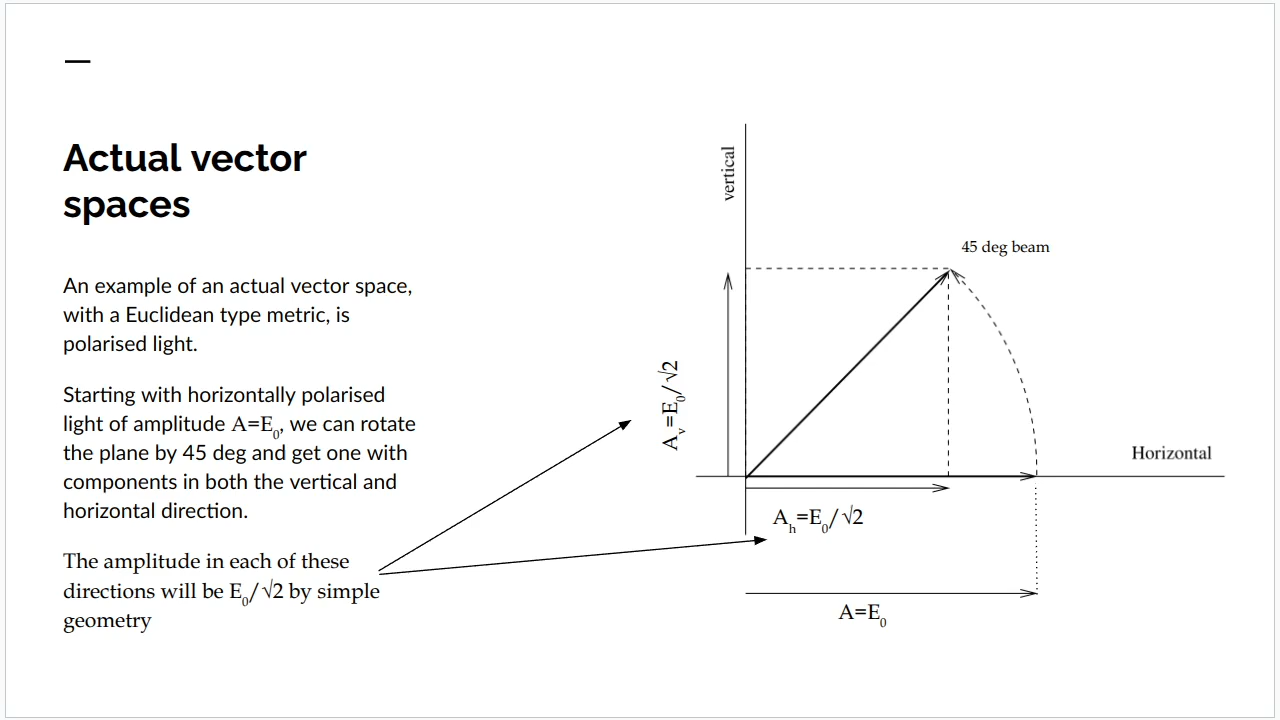 Actual vector
spaces
An example of an actual vector space,
with a Euclidean type metric, is
polarised light.
Starting with horizontally polarised
light of amplitude A=E₀, we can rotate
the plane by 45 deg and get one with
components in both the vertical and
horizontal direction.
The amplitude in each of these
directions will be E₀/√2 by simple
geometry
vertical
45 deg beam
Aᵥ=E₀/√2
Horizontal
Aₕ=E₀/√2
A=E₀